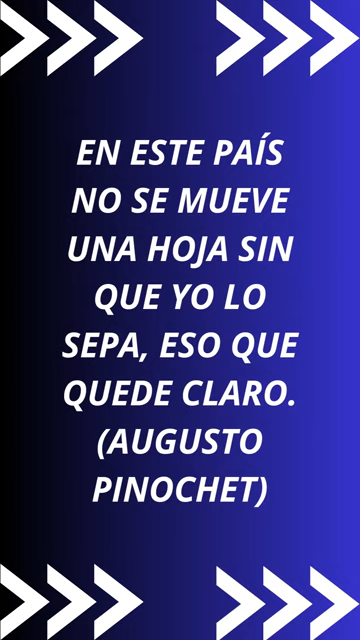 EN ESTE PAÍS
NO SE MUEVE
UNA HOJA SIN
QUE YO LO
SEPA, ESO QUE
QUEDE CLARO.
(AUGUSTO
PINOCHET)